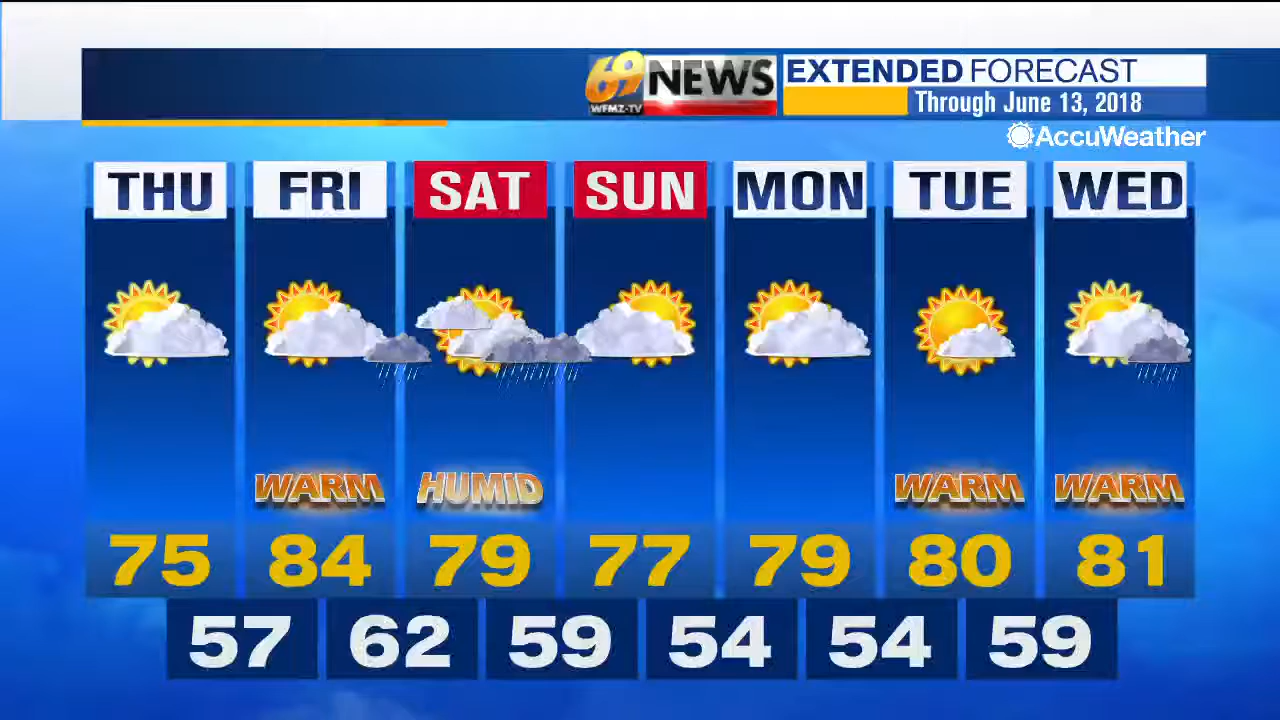 69 NEWS
WFMZ-TV
EXTENDED FORECAST
Through June 13, 2018
AccuWeather
THU FRI SAT SUN MON TUE WED
WARM HUMID WARM WARM
75 84 79 77 79 80 81
57 62 59 54 54 59